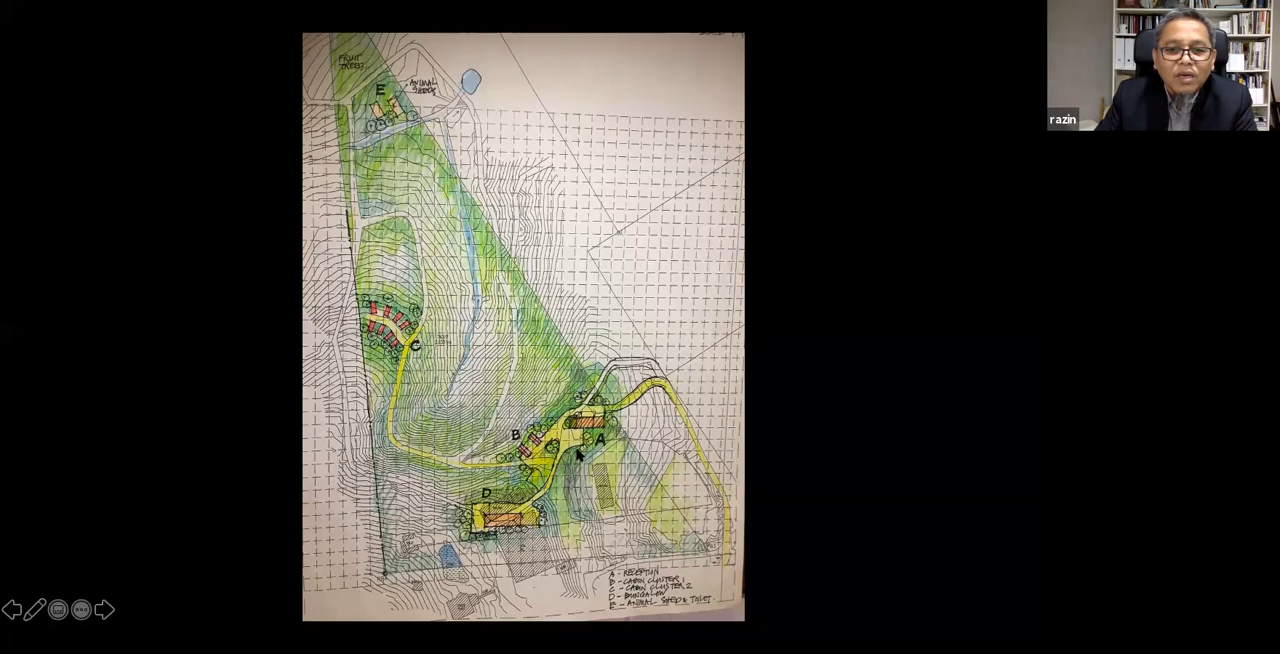 FRUIT
TREES
ANIMAL
SHEDS
E
C
B
A
D
A - RECEPTION
B - CABIN CLUSTER 1
C - CABIN CLUSTER 2
D - BUNGALOW
E - ANIMAL SHED & TOILET.
razin